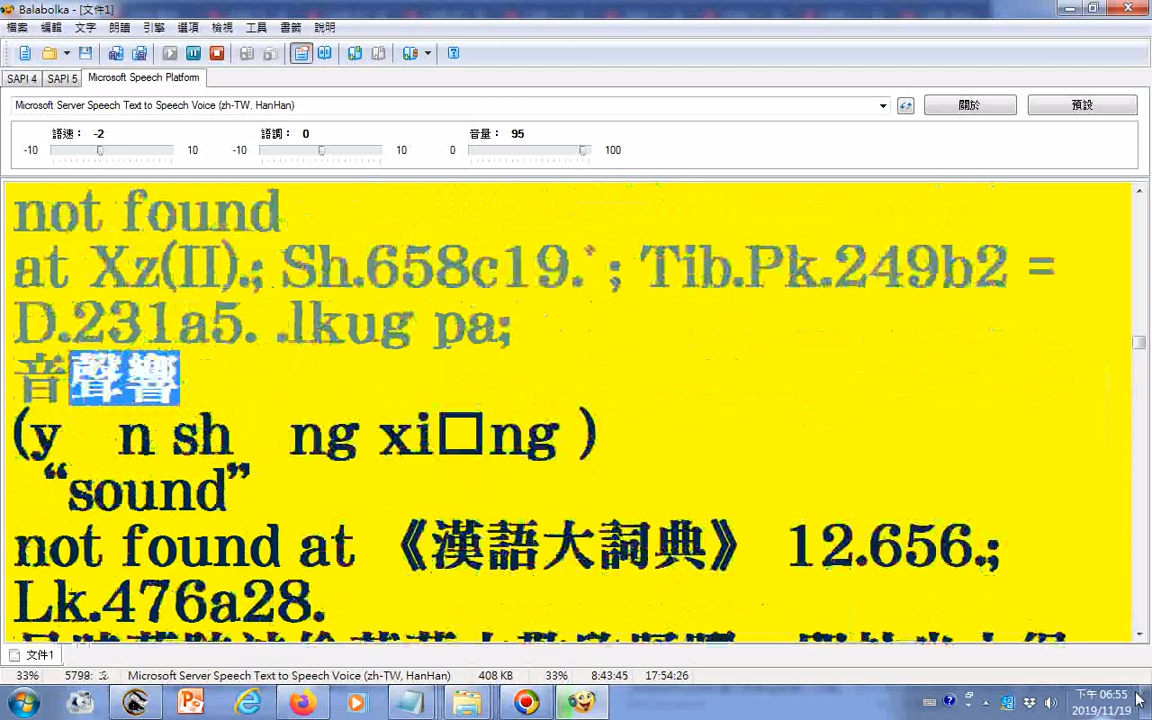 Balabolka - [文件1]
檔案 編輯 文字 朗讀 引擎 選項 檢視 工具 書籤 說明
SAPI 4 SAPI 5 Microsoft Speech Platform
Microsoft Server Speech Text to Speech Voice (zh-TW, HanHan) 關於 預設
語速： -2 語調： 0 音量： 95
-10 10 -10 10 0 100
not found
at Xz(II).; Sh.658c19.` ; Tib.Pk.249b2 =
D.231a5. .lkug pa;
音聲響
(y n sh ng xi□ng )
“sound”
not found at 《漢語大詞典》 12.656.;
Lk.476a28.
文件1
33% 5798: Microsoft Server Speech Text to Speech Voice (zh-TW, HanHan) 408 KB 33% 8:43:45 17:54:26
下午 06:55
2019/11/19